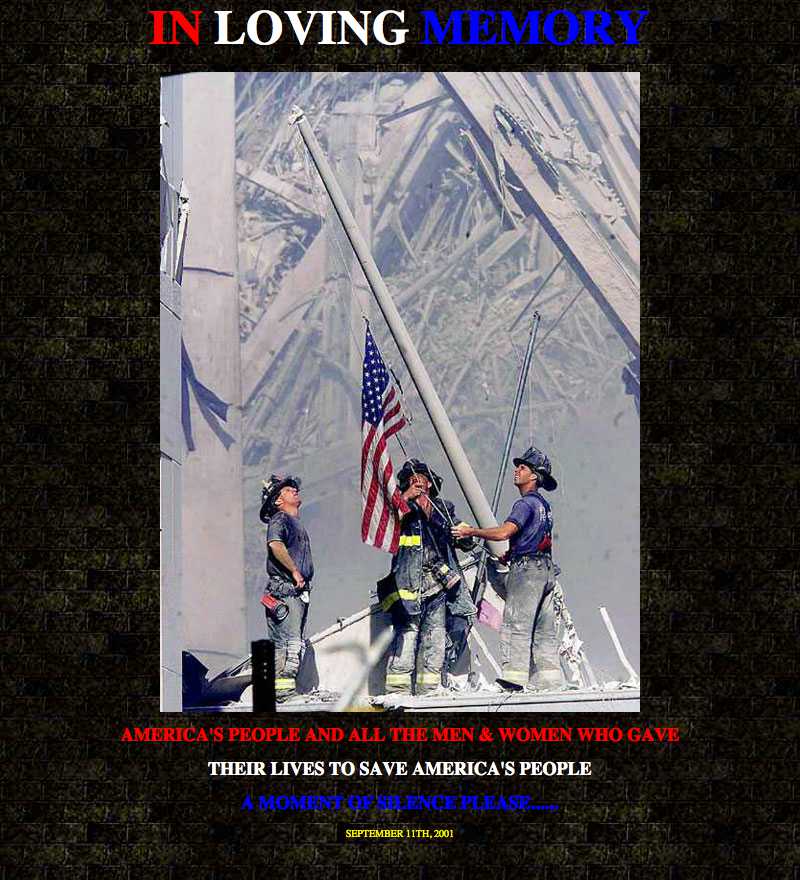 IN LOVING MEMORY
AMERICA'S PEOPLE AND ALL THE MEN & WOMEN WHO GAVE
THEIR LIVES TO SAVE AMERICA'S PEOPLE
A MOMENT OF SILENCE PLEASE......
SEPTEMBER 11TH, 2001